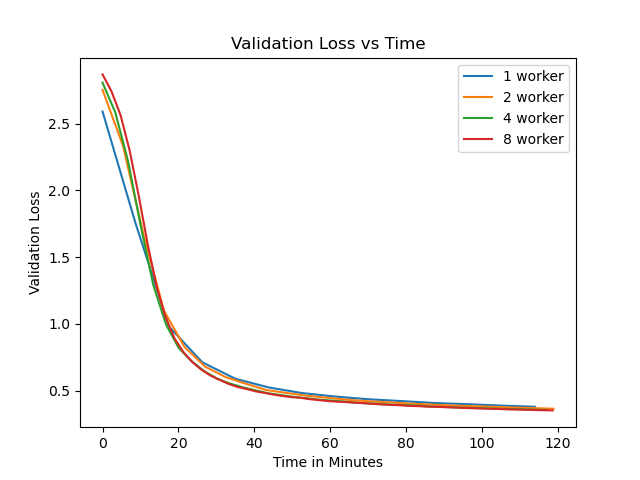 Validation Loss vs Time
1 worker
2 worker
4 worker
8 worker
Validation Loss
2.5
2.0
1.5
1.0
0.5
0 20 40 60 80 100 120
Time in Minutes